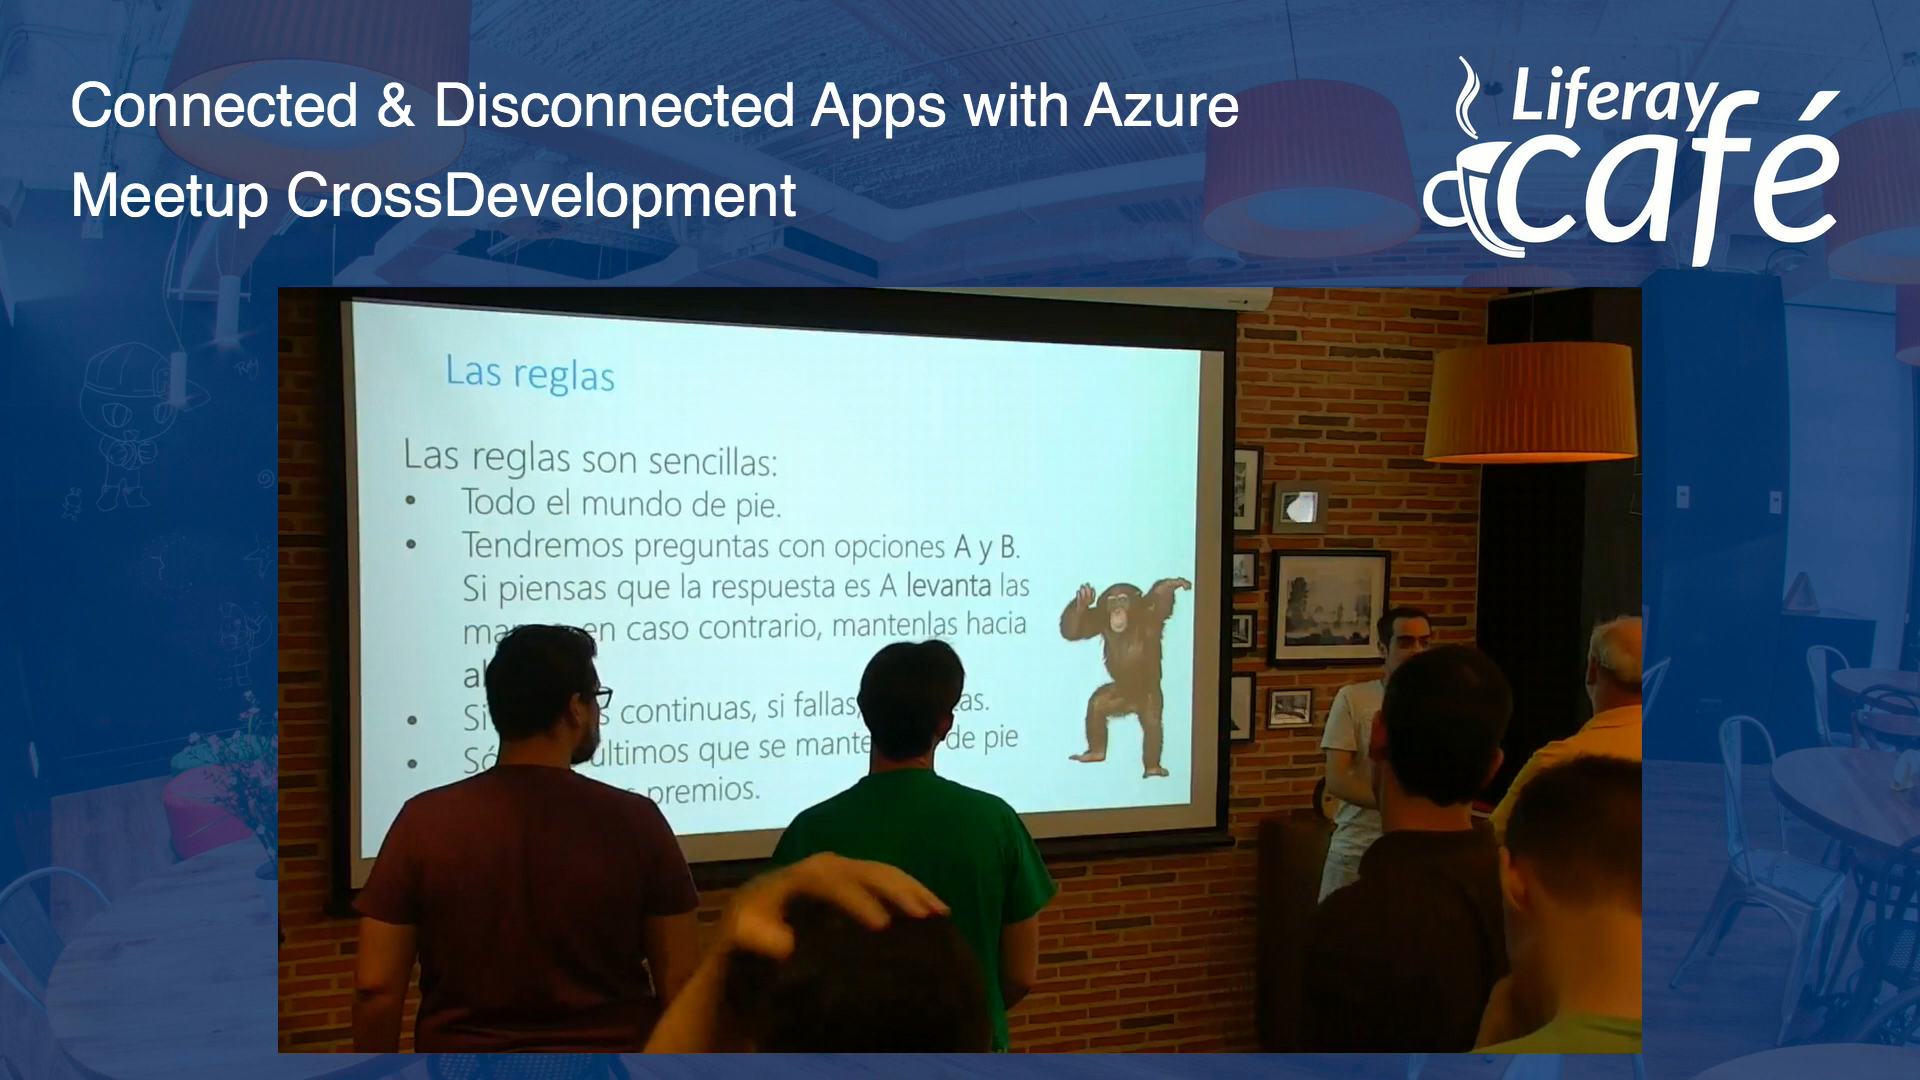 Connected & Disconnected Apps with Azure
Meetup CrossDevelopment
Liferay
café
Las reglas
Las reglas son sencillas:
• Todo el mundo de pie.
• Tendremos preguntas con opciones A y B.
Si piensas que la respuesta es A levanta las
en caso contrario, mantenlas hacia
• Si continuas, si fallas,
• últimos que se de pie
premios.